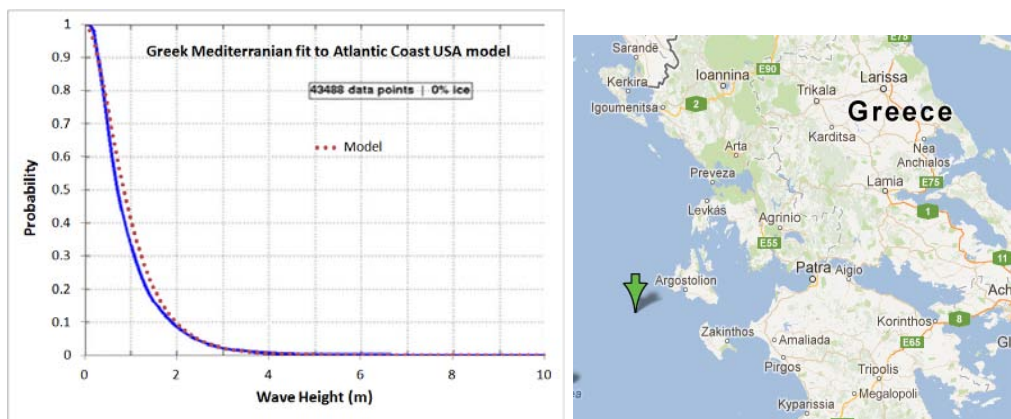 Greek Mediterranian fit to Atlantic Coast USA model
43488 data points | 0% ice
Model
Probability
1
0.9
0.8
0.7
0.6
0.5
0.4
0.3
0.2
0.1
0
0 2 4 6 8 10
Wave Height (m)
Sarandë
E90
E75
Kerkira
Ioannina
Larissa
Igoumenitsa
2
Trikala
Greece
Karditsa
Arta
Nea
Anchialos
Preveza
Lamia
E75
Levkás
Agrinio
1
E55
Argostolion
Patra
Aigio
11
Ach
Korinthos
8
Zakinthos
Amaliada
E65
Gl
Pirgos
Tripolis
Megalopoli
Kyparissia